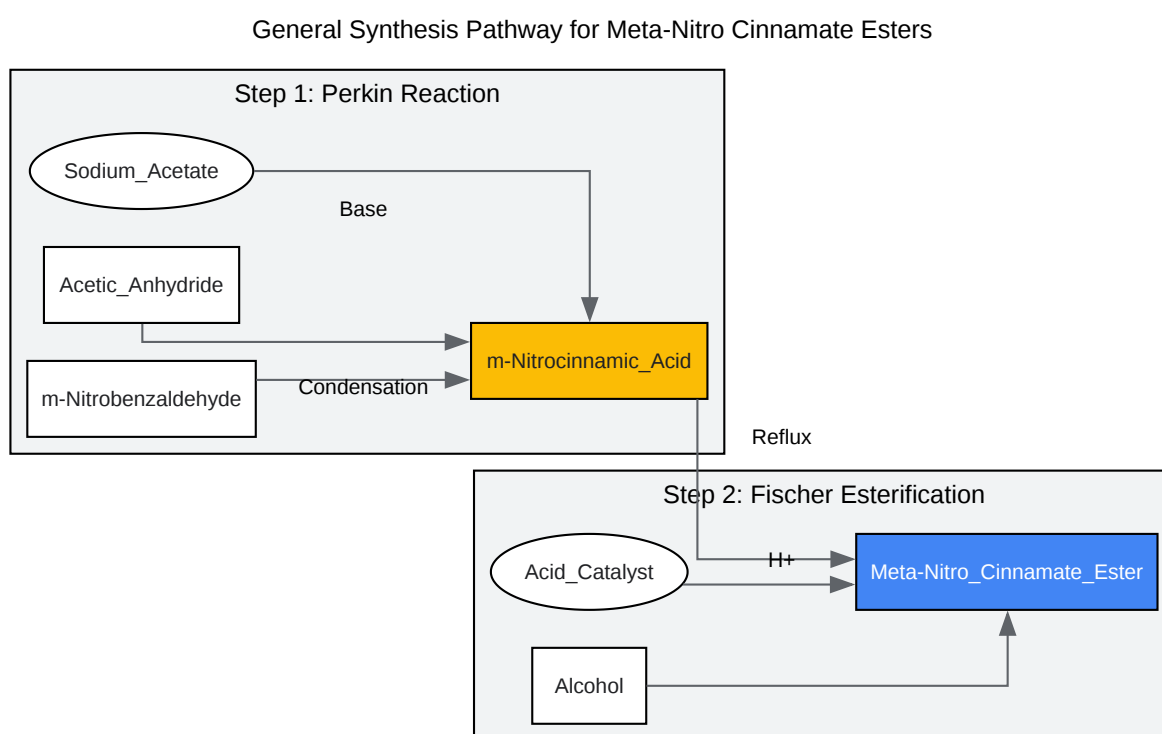 General Synthesis Pathway for Meta-Nitro Cinnamate Esters
Step 1: Perkin Reaction
Sodium_Acetate
Base
Acetic_Anhydride
m-Nitrobenzaldehyde
Condensation
m-Nitrocinnamic_Acid
Reflux
Step 2: Fischer Esterification
Acid_Catalyst
H+
Meta-Nitro_Cinnamate_Ester
Alcohol